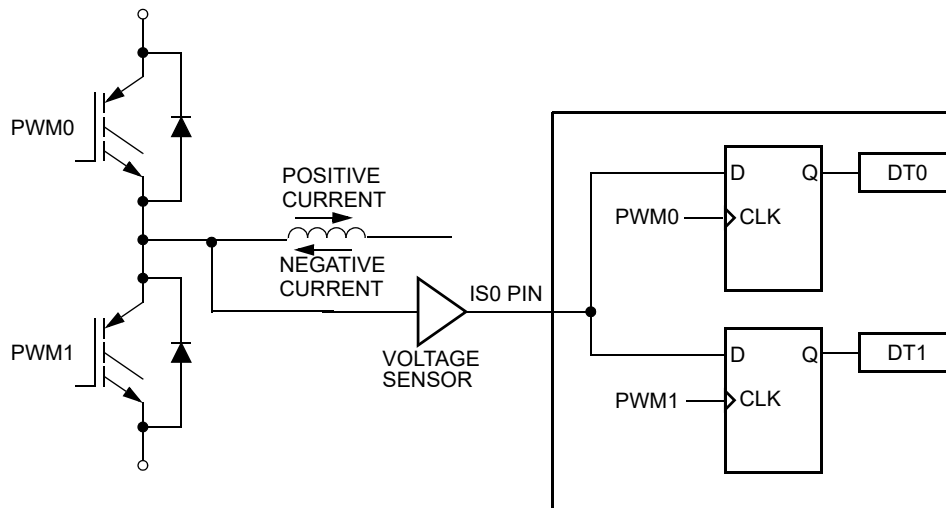 PWM0
PWM1
POSITIVE
CURRENT
NEGATIVE
CURRENT
VOLTAGE
SENSOR
IS0 PIN
D
Q
PWM0
CLK
DT0
D
Q
PWM1
CLK
DT1